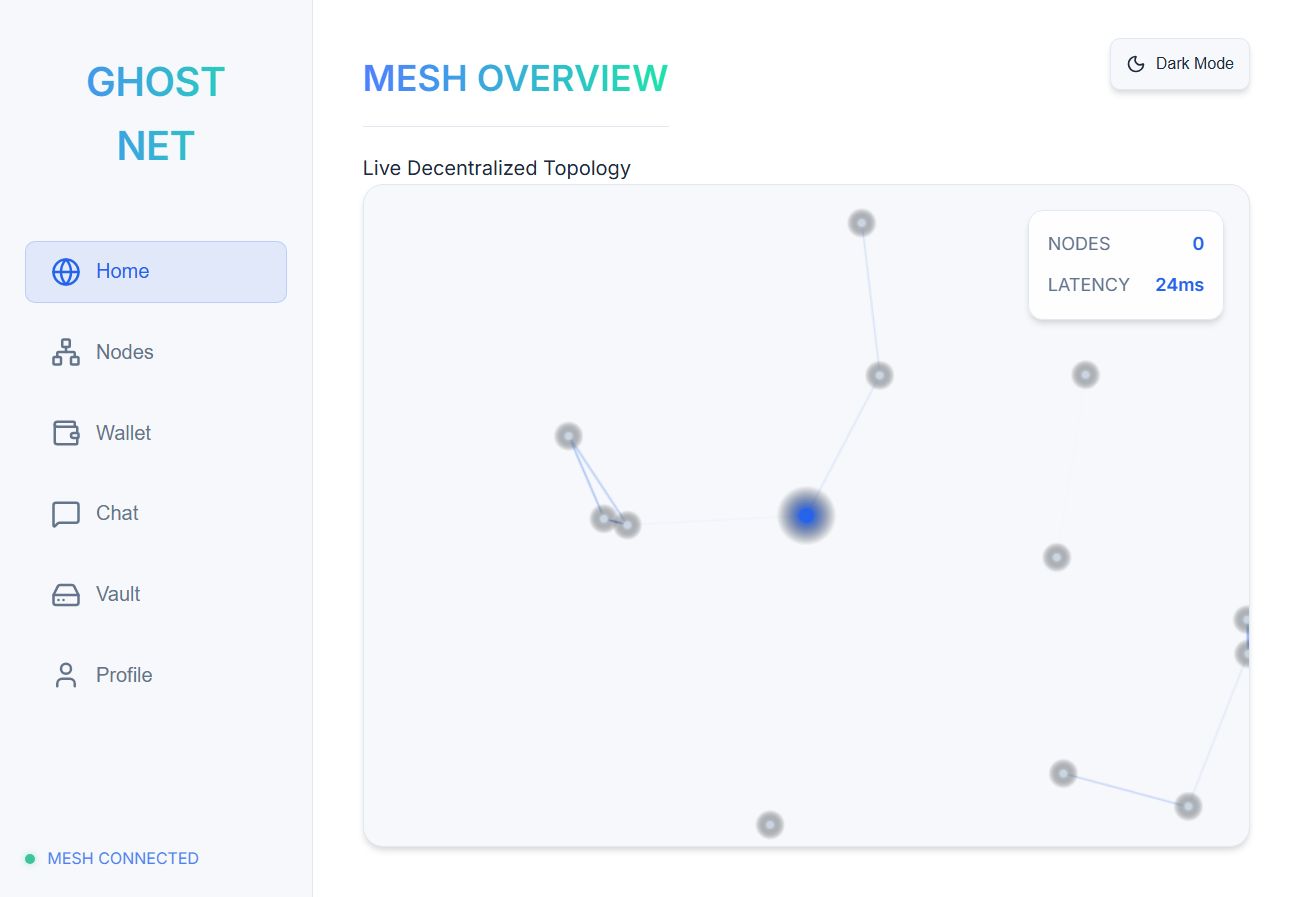 GHOST
NET
Home
Nodes
Wallet
Chat
Vault
Profile
MESH CONNECTED
MESH OVERVIEW
Dark Mode
Live Decentralized Topology
NODES 0
LATENCY 24ms